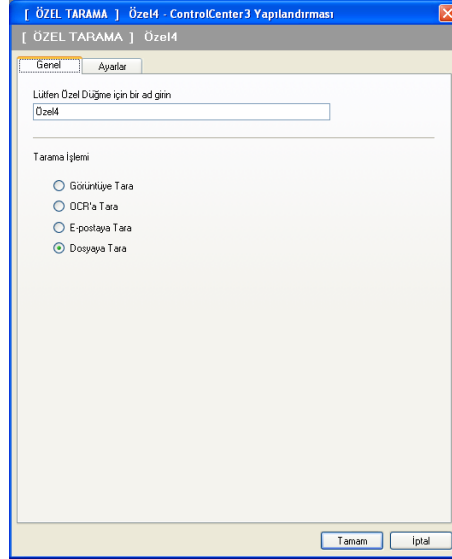 [ ÖZEL TARAMA ] Özel4 - ControlCenter3 Yapılandırması
[ ÖZEL TARAMA ] Özel4
Genel Ayarlar
Lütfen Özel Düğme için bir ad girin
Özel4
Tarama İşlemi
Görüntüye Tara
OCR'a Tara
E-postaya Tara
Dosyaya Tara
Tamam İptal